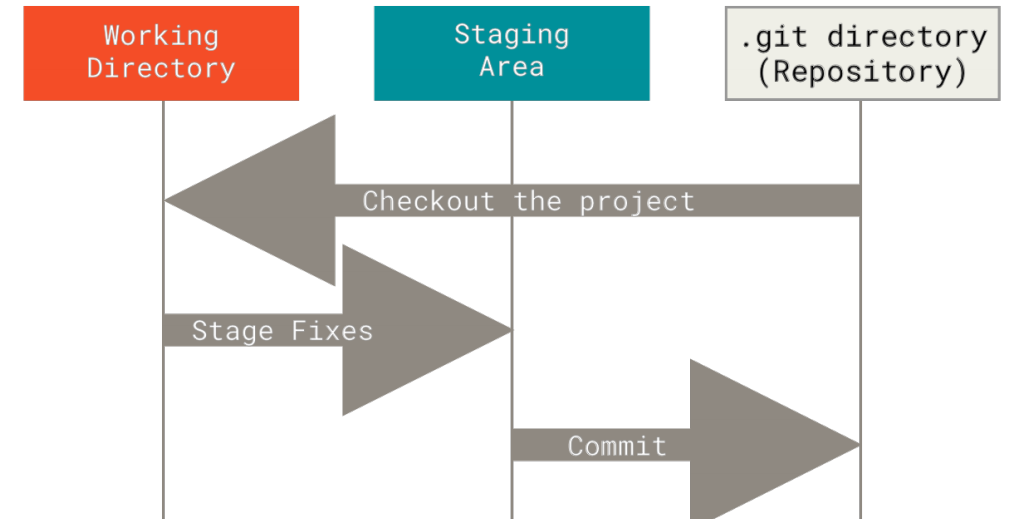 Working
Directory
Staging
Area
.git directory
(Repository)
Checkout the project
Stage Fixes
Commit